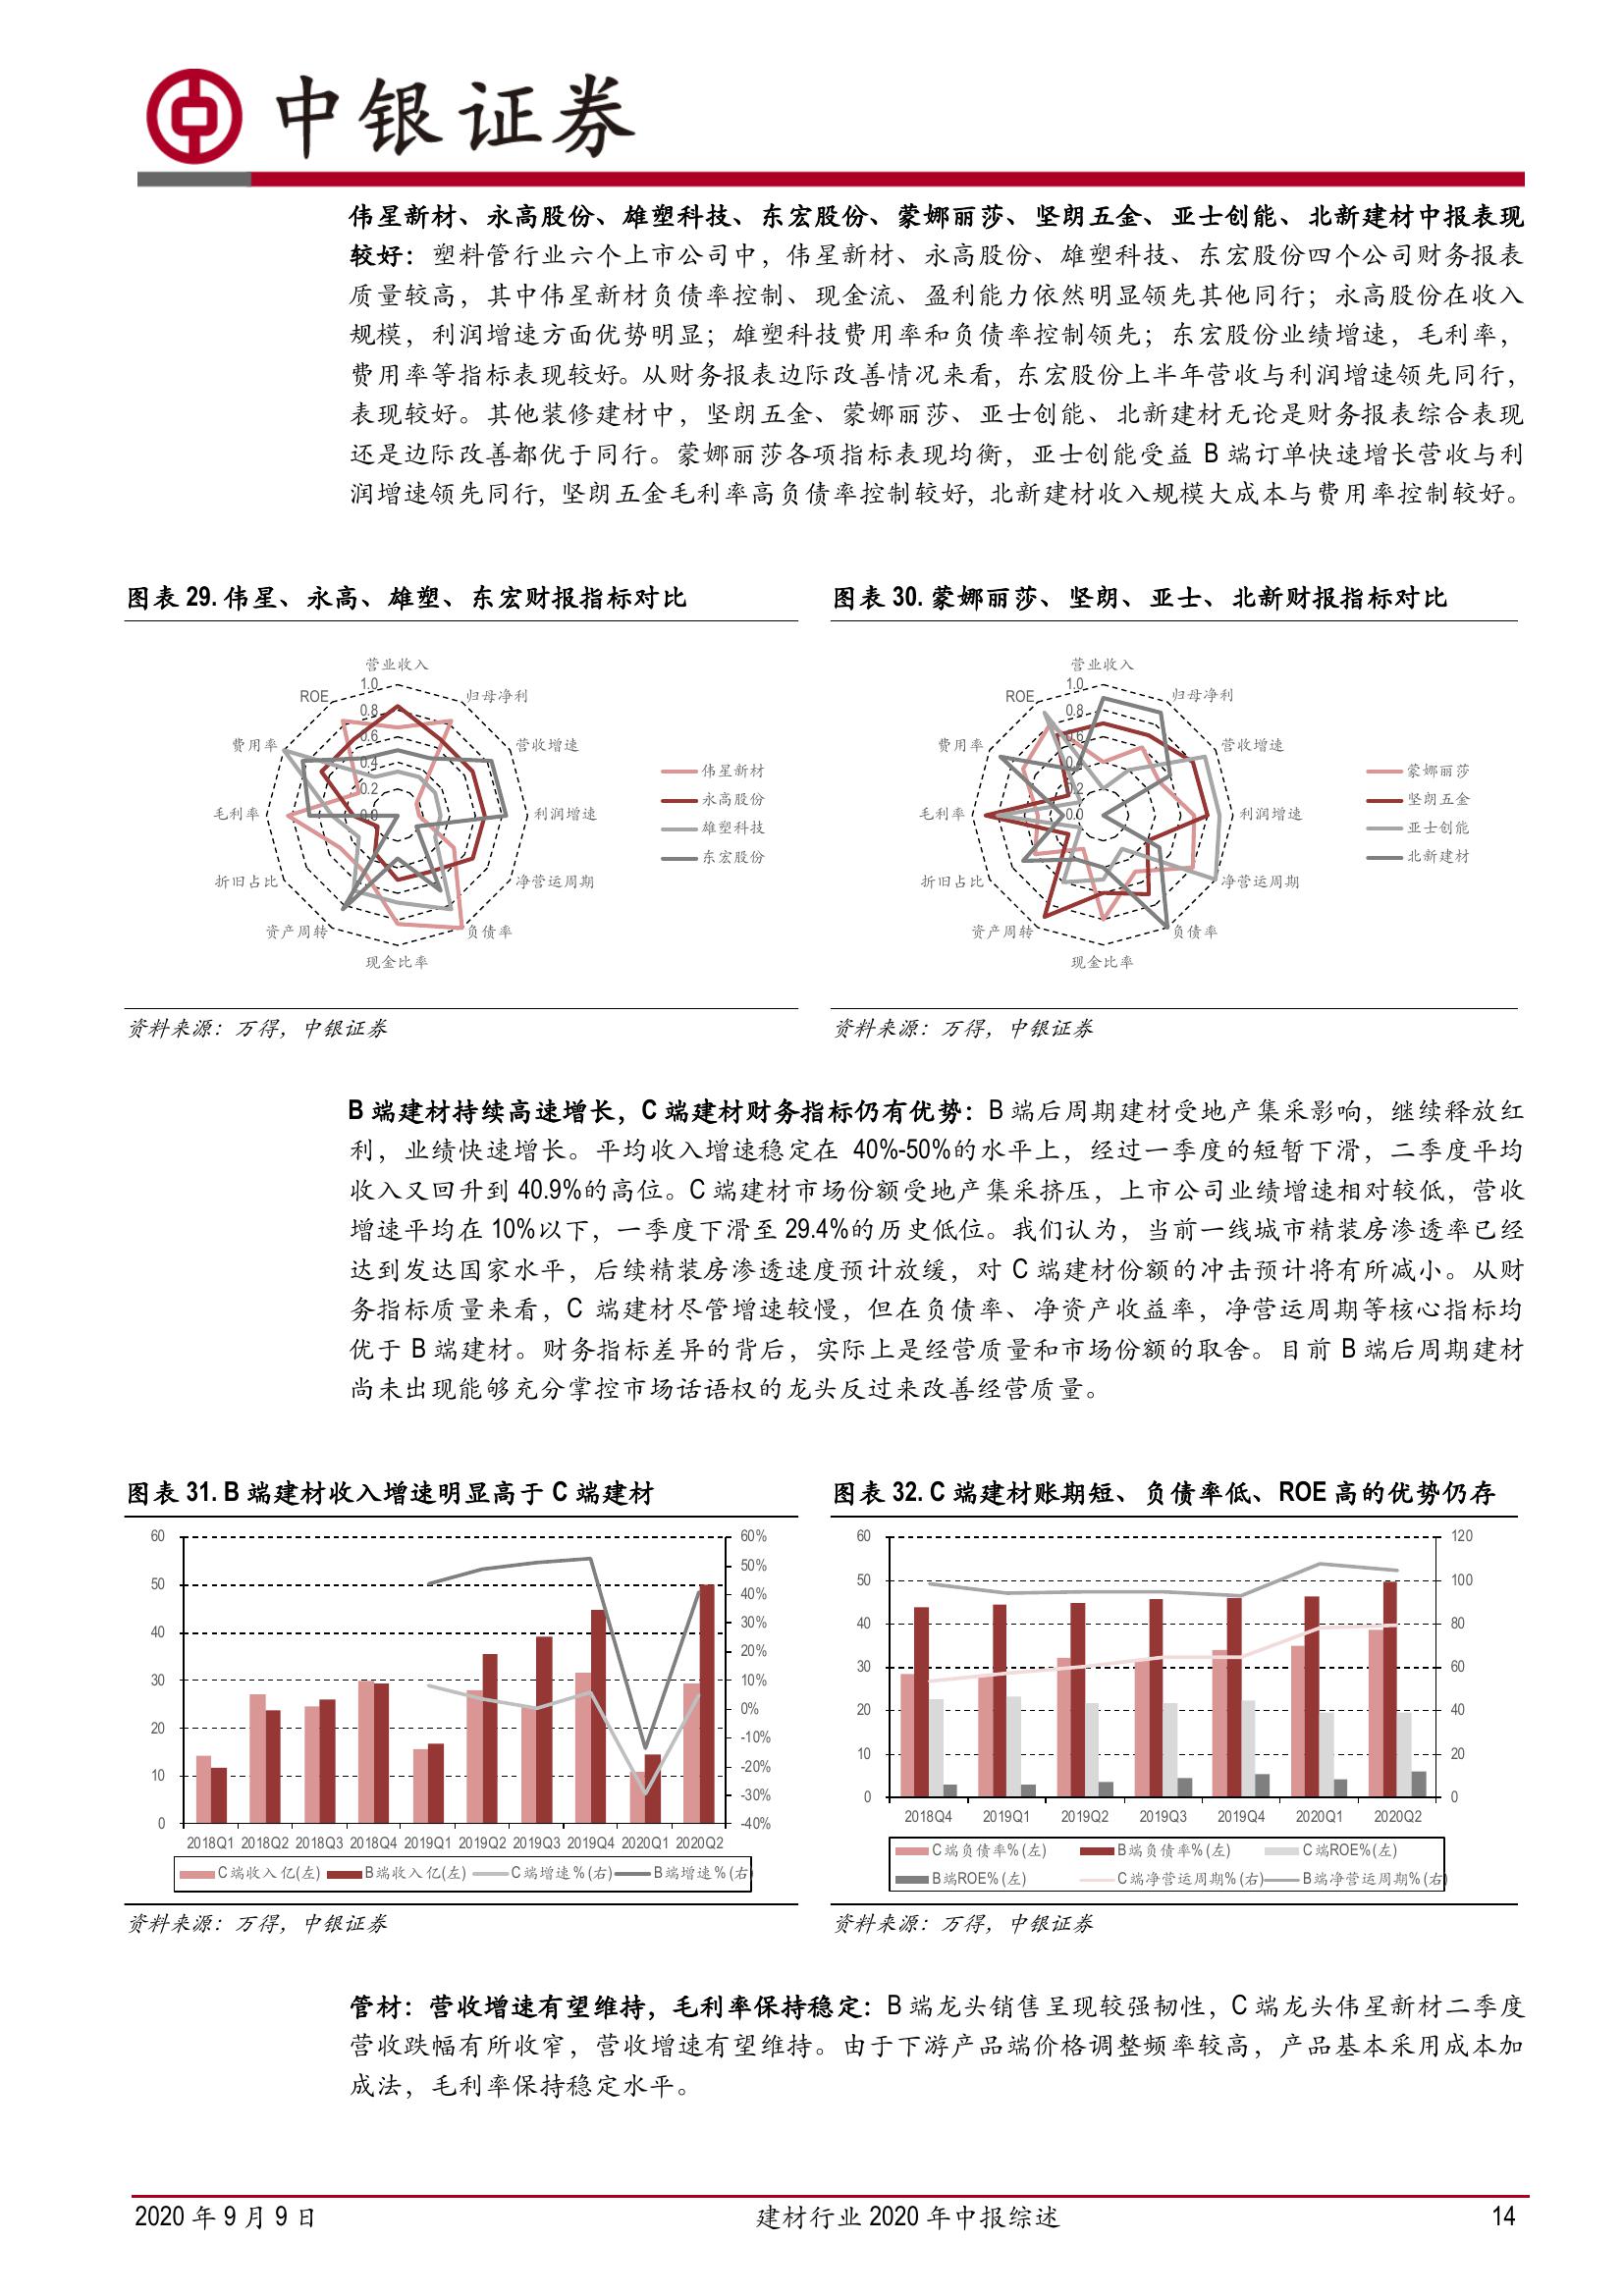 中银证券
伟星新材、永高股份、雄塑科技、东宏股份、蒙娜丽莎、坚朗五金、亚士创能、北新建材中报表现
较好：塑料管行业六个上市公司中，伟星新材、永高股份、雄塑科技、东宏股份四个公司财务报表
质量较高，其中伟星新材负债率控制、现金流、盈利能力依然明显领先其他同行；永高股份在收入
规模，利润增速方面优势明显；雄塑科技费用率和负债率控制领先；东宏股份业绩增速，毛利率，
费用率等指标表现较好。从财务报表边际改善情况来看，东宏股份上半年营收与利润增速领先同行，
表现较好。其他装修建材中，坚朗五金、蒙娜丽莎、亚士创能、北新建材无论是财务报表综合表现
还是边际改善都优于同行。蒙娜丽莎各项指标表现均衡，亚士创能受益 B 端订单快速增长营收与利
润增速领先同行，坚朗五金毛利率高负债率控制较好，北新建材收入规模大成本与费用率控制较好。
图表 29. 伟星、永高、雄塑、东宏财报指标对比
营业收入
归母净利
营收增速
利润增速
净营运周期
负债率
现金比率
资产周转
折旧占比
毛利率
费用率
ROE
1.0
0.8
0.6
0.4
0.2
0.0
伟星新材
永高股份
雄塑科技
东宏股份
资料来源：万得，中银证券
图表 30. 蒙娜丽莎、坚朗、亚士、北新财报指标对比
营业收入
归母净利
营收增速
利润增速
净营运周期
负债率
现金比率
资产周转
折旧占比
毛利率
费用率
ROE
1.0
0.8
0.6
0.4
0.2
0.0
蒙娜丽莎
坚朗五金
亚士创能
北新建材
资料来源：万得，中银证券
B 端建材持续高速增长，C 端建材财务指标仍有优势：B 端后周期建材受地产集采影响，继续释放红
利，业绩快速增长。平均收入增速稳定在 40%-50%的水平上，经过一季度的短暂下滑，二季度平均
收入又回升到 40.9%的高位。C 端建材市场份额受地产集采挤压，上市公司业绩增速相对较低，营收
增速平均在 10%以下，一季度下滑至 29.4%的历史低位。我们认为，当前一线城市精装房渗透率已经
达到发达国家水平，后续精装房渗透速度预计放缓，对 C 端建材份额的冲击预计将有所减小。从财
务指标质量来看，C 端建材尽管增速较慢，但在负债率、净资产收益率，净营运周期等核心指标均
优于 B 端建材。财务指标差异的背后，实际上是经营质量和市场份额的取舍。目前 B 端后周期建材
尚未出现能够充分掌控市场话语权的龙头反过来改善经营质量。
图表 31. B 端建材收入增速明显高于 C 端建材
60
50
40
30
20
10
0
60%
50%
40%
30%
20%
10%
0%
-10%
-20%
-30%
-40%
2018Q1 2018Q2 2018Q3 2018Q4 2019Q1 2019Q2 2019Q3 2019Q4 2020Q1 2020Q2
C端收入亿(左) B端收入亿(左) C端增速%(右) B端增速%(右)
资料来源：万得，中银证券
图表 32. C 端建材账期短、负债率低、ROE 高的优势仍存
60
50
40
30
20
10
0
120
100
80
60
40
20
0
2018Q4 2019Q1 2019Q2 2019Q3 2019Q4 2020Q1 2020Q2
C端负债率%(左) B端负债率%(左) C端ROE%(左)
B端ROE%(左) C端净营运周期%(右) B端净营运周期%(右)
资料来源：万得，中银证券
管材：营收增速有望维持，毛利率保持稳定：B 端龙头销售呈现较强韧性，C 端龙头伟星新材二季度
营收跌幅有所收窄，营收增速有望维持。由于下游产品端价格调整频率较高，产品基本采用成本加
成法，毛利率保持稳定水平。
2020 年 9 月 9 日 建材行业 2020 年中报综述 14